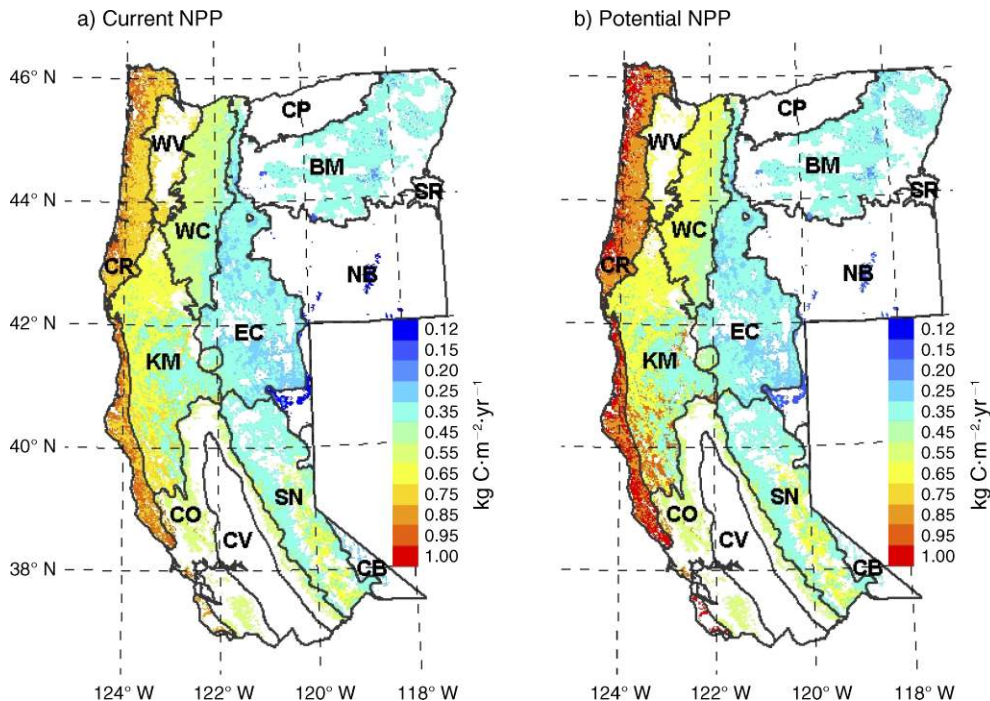 a) Current NPP
b) Potential NPP
46° N
44° N
42° N
40° N
38° N
CP
WV
BM
SR
WC
CR
NB
EC
KM
SN
CO
CV
CB
0.12
0.15
0.20
0.25
0.35
0.45
0.55
0.65
0.75
0.85
0.95
1.00
kg C·m⁻²·yr⁻¹
124° W 122° W 120° W 118° W
CP
WV
BM
SR
WC
CR
NB
EC
KM
SN
CO
CV
CB
0.12
0.15
0.20
0.25
0.35
0.45
0.55
0.65
0.75
0.85
0.95
1.00
kg C·m⁻²·yr⁻¹
124° W 122° W 120° W 118° W